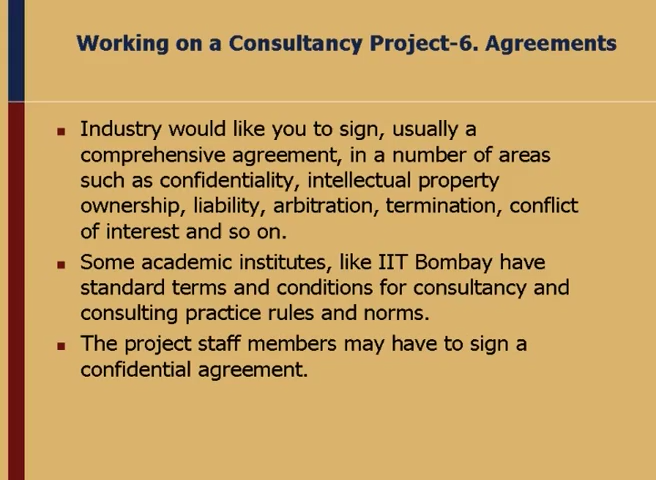 Working on a Consultancy Project-6. Agreements
▪ Industry would like you to sign, usually a
comprehensive agreement, in a number of areas
such as confidentiality, intellectual property
ownership, liability, arbitration, termination, conflict
of interest and so on.
▪ Some academic institutes, like IIT Bombay have
standard terms and conditions for consultancy and
consulting practice rules and norms.
▪ The project staff members may have to sign a
confidential agreement.